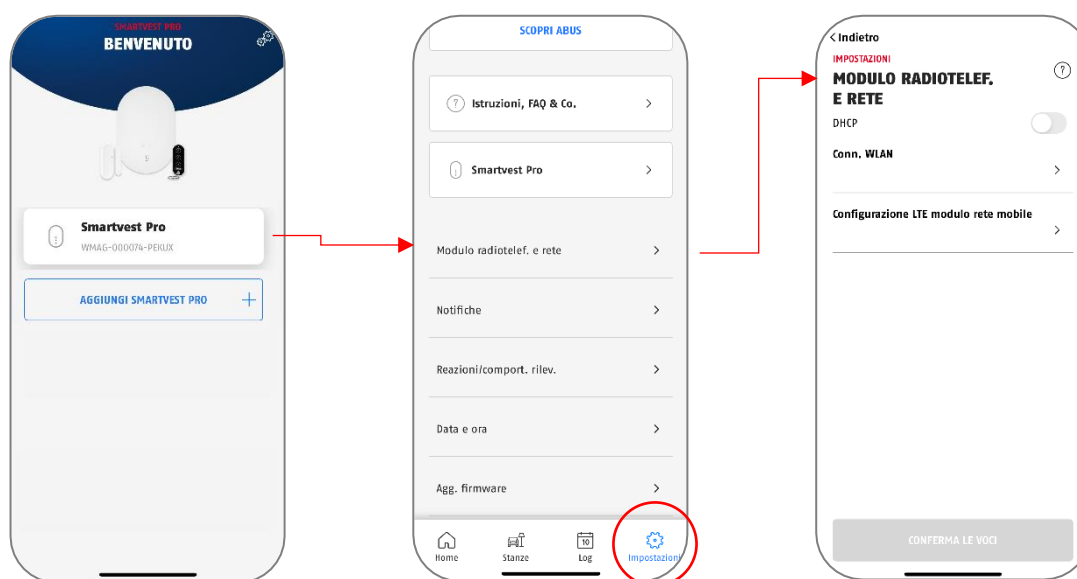 SMARTVEST PRO
BENVENUTO
S
Smartvest Pro
WMAG-000074-PEKUX
AGGIUNGI SMARTVEST PRO
SCOPRI ABUS
? Istruzioni, FAQ & Co.
Smartvest Pro
Modulo radiotelef. e rete
Notifiche
Reazioni/comport. rilev.
Data e ora
Agg. firmware
10
Home Stanze Log Impostazioni
< Indietro
IMPOSTAZIONI
?
MODULO RADIOTELEF.
E RETE
DHCP
Conn. WLAN
Configurazione LTE modulo rete mobile
CONFERMA LE VOCI